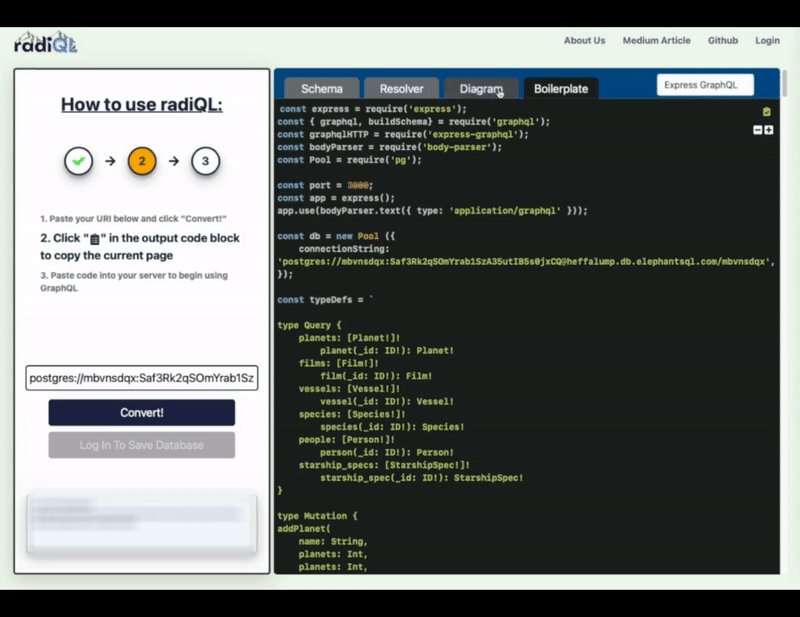 radiQL
About Us Medium Article Github Login
How to use radiQL:
2 3
1. Paste your URI below and click "Convert!"
2. Click "📋" in the output code block
to copy the current page
3. Paste code into your server to begin using
GraphQL
postgres://mbvnsdqx:Saf3Rk2qSOmYrab1Sz
Convert!
Log In To Save Database
Schema Resolver Diagram Boilerplate Express GraphQL
const express = require('express');
const { graphql, buildSchema} = require('graphql');
const graphqlHTTP = require('express-graphql');
const bodyParser = require('body-parser');
const Pool = require('pg');
const port = 3000;
const app = express();
app.use(bodyParser.text({ type: 'application/graphql' }));
const db = new Pool ({
connectionString:
'postgres://mbvnsdqx:Saf3Rk2qSOmYrab1SzA35utIB5s0jxCQ@heffalump.db.elephantsql.com/mbvnsdqx',
});
const typeDefs = `
type Query {
planets: [Planet!]!
planet(_id: ID!): Planet!
films: [Film!]!
film(_id: ID!): Film!
vessels: [Vessel!]!
vessel(_id: ID!): Vessel!
species: [Species!]!
species(_id: ID!): Species!
people: [Person!]!
person(_id: ID!): Person!
starship_specs: [StarshipSpec!]!
starship_spec(_id: ID!): StarshipSpec!
}
type Mutation {
addPlanet(
name: String,
planets: Int,
planets: Int,